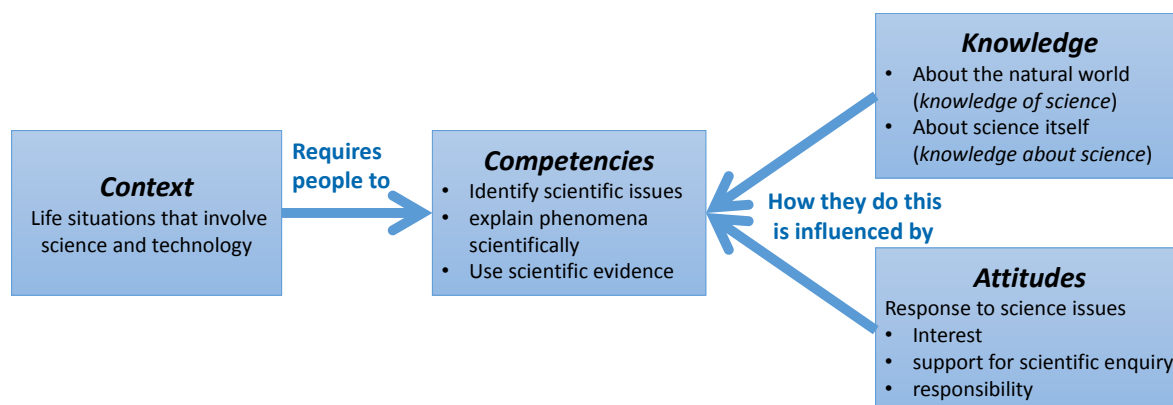 Context
Life situations that involve
science and technology
Requires
people to
Competencies
• Identify scientific issues
• explain phenomena
scientifically
• Use scientific evidence
How they do this
is influenced by
Knowledge
• About the natural world
(knowledge of science)
• About science itself
(knowledge about science)
Attitudes
Response to science issues
• Interest
• support for scientific enquiry
• responsibility